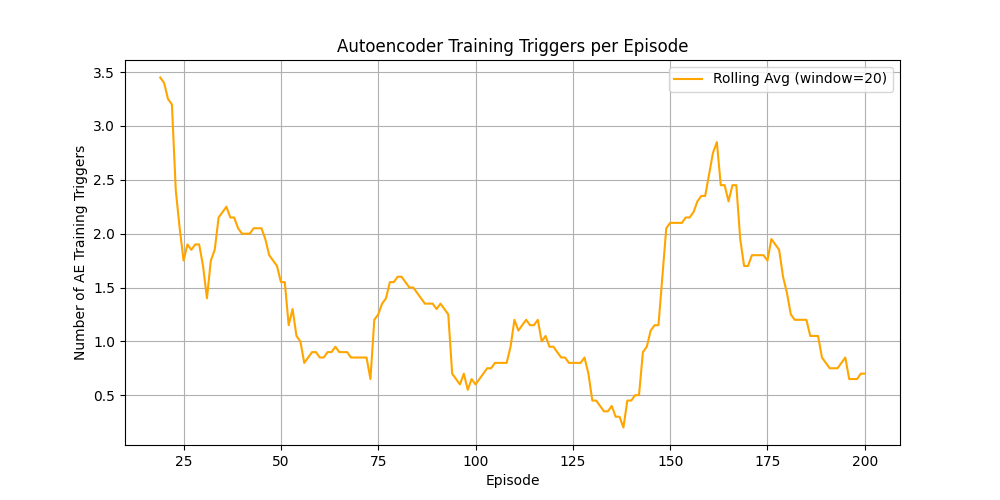 Autoencoder Training Triggers per Episode
Rolling Avg (window=20)
Number of AE Training Triggers
3.5
3.0
2.5
2.0
1.5
1.0
0.5
25 50 75 100 125 150 175 200
Episode